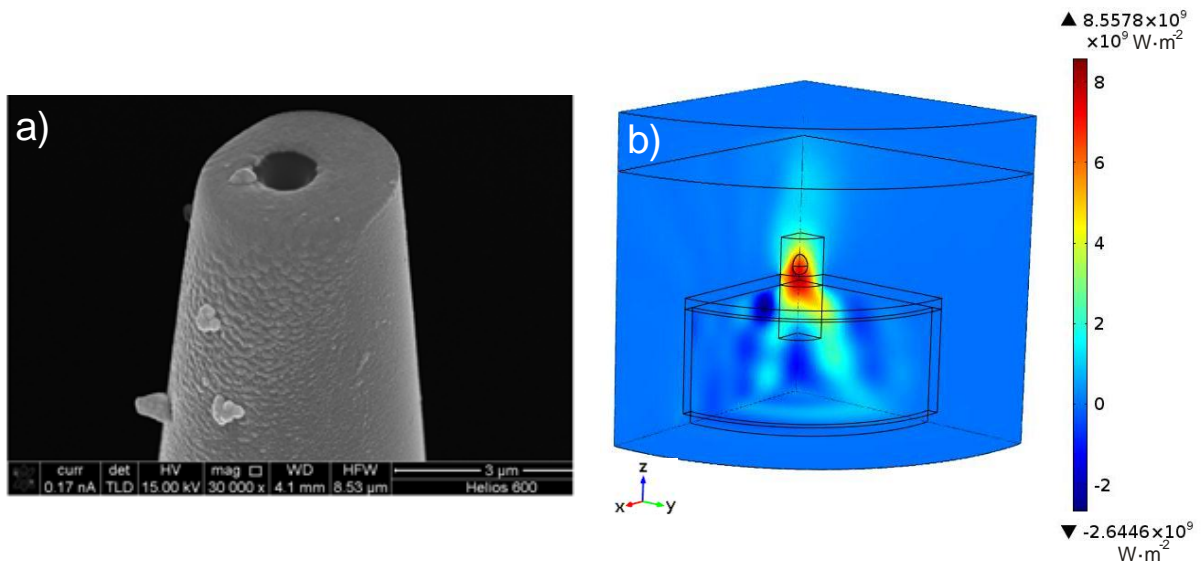 a)
curr det HV mag WD HFW 3 µm
0.17 nA TLD 15.00 kV 30 000 x 4.1 mm 8.53 µm Helios 600
b)
▲ 8.5578×10⁹
×10⁹ W·m⁻²
8
6
4
2
0
-2
▼ -2.6446×10⁹
W·m⁻²
z
x y